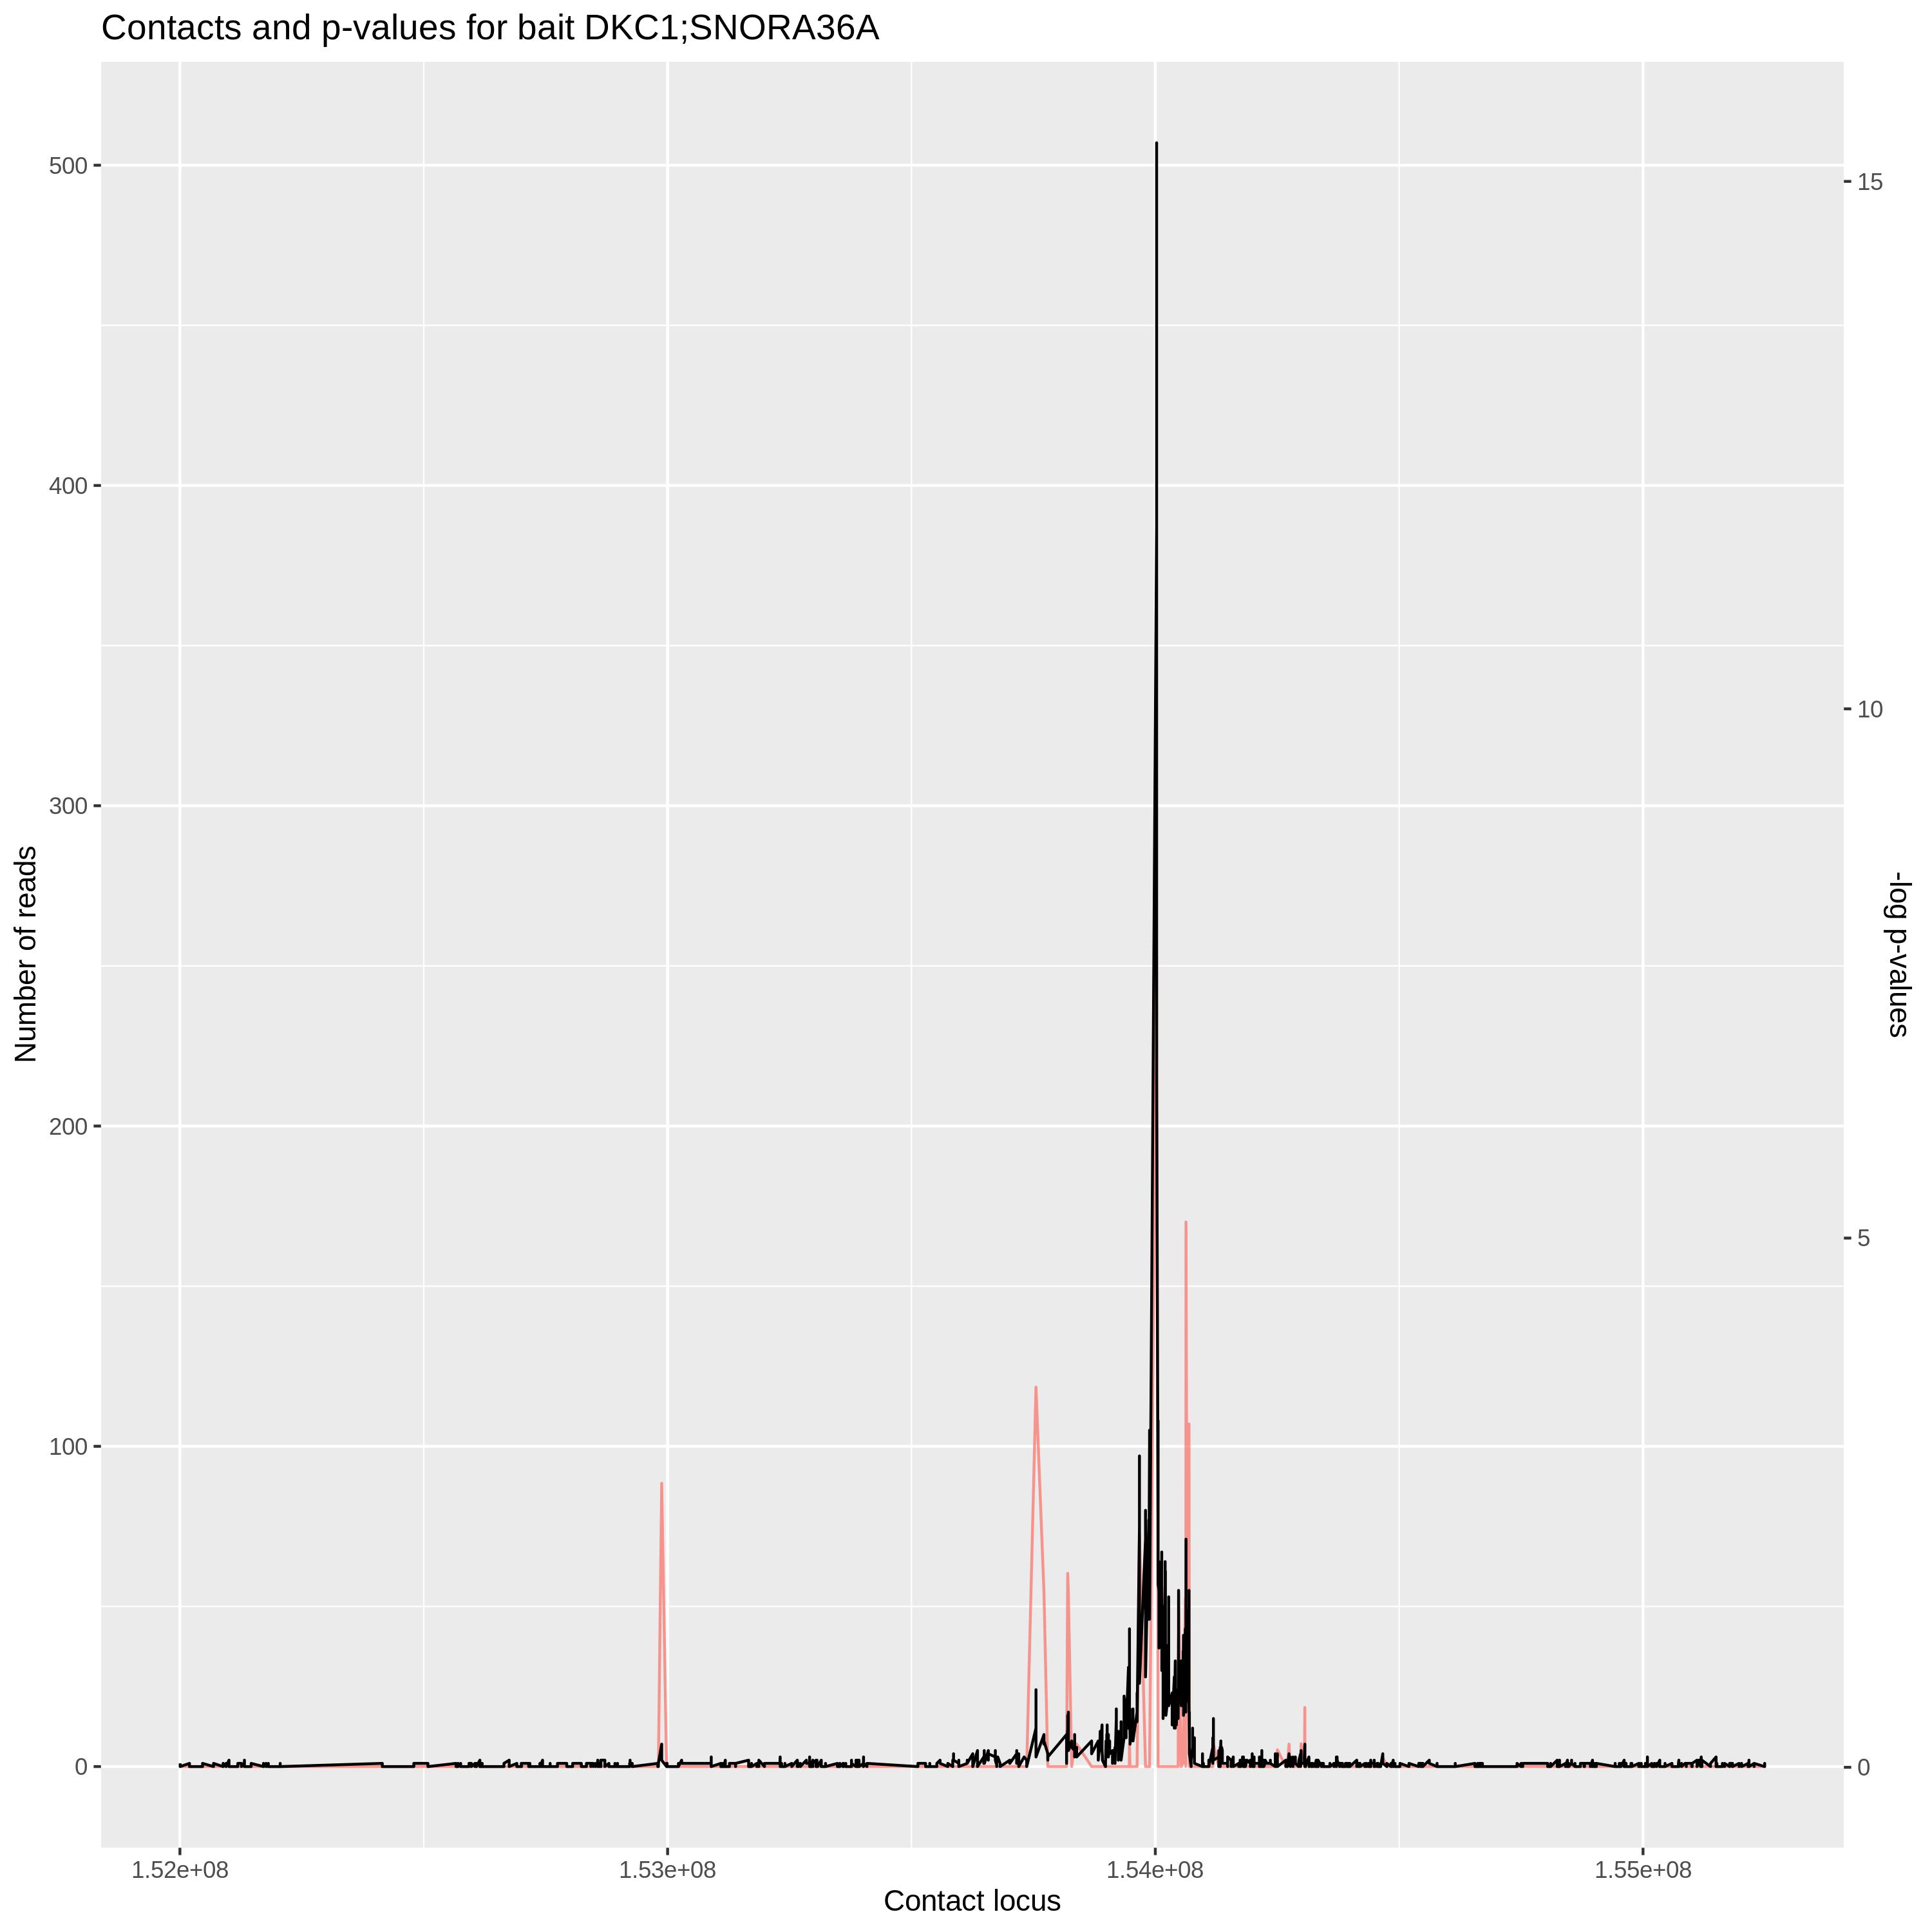 Contacts and p-values for bait DKC1;SNORA36A
500
400
300
200
100
0
Number of reads
15
10
5
0
-log p-values
1.52e+08
1.53e+08
1.54e+08
1.55e+08
Contact locus